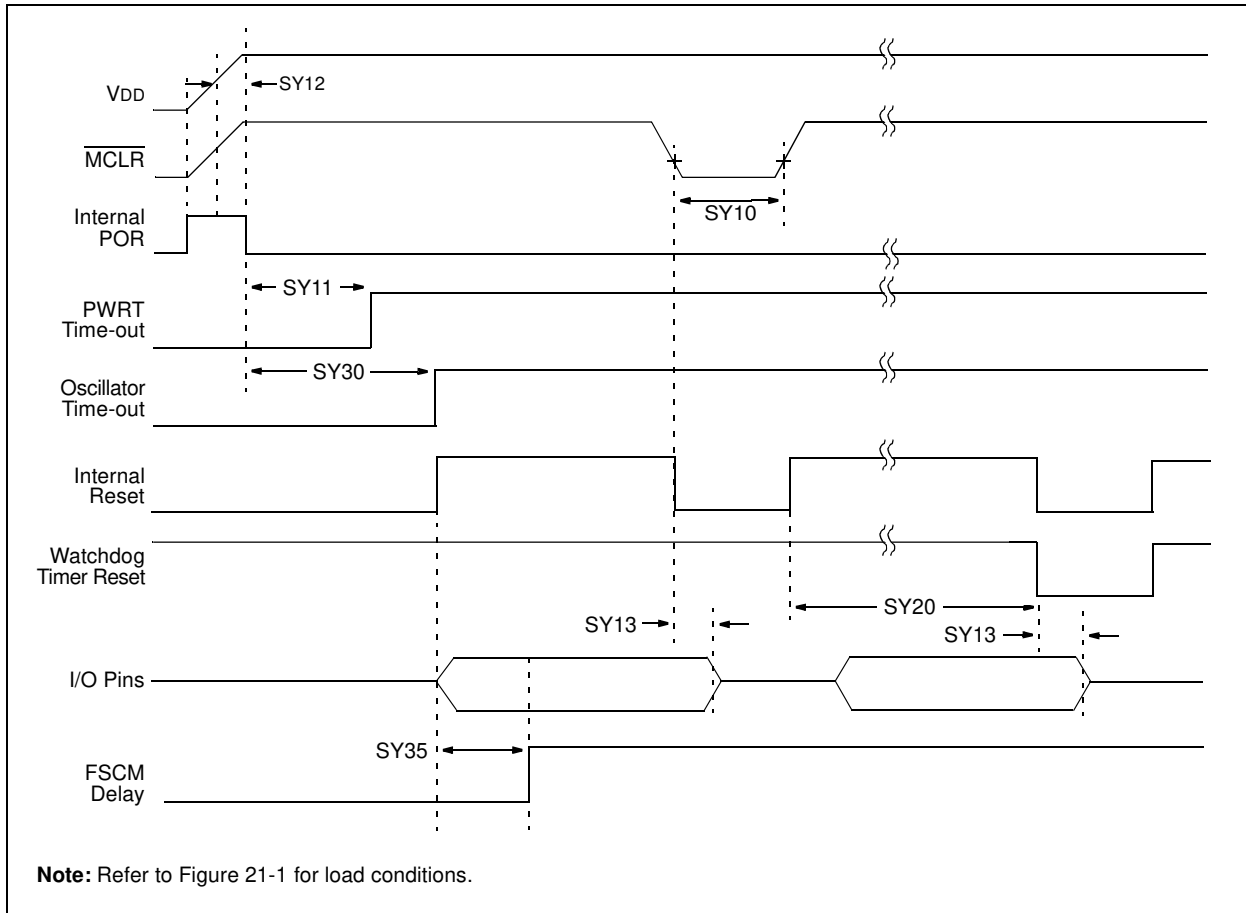 VDD
SY12
MCLR
SY10
Internal
POR
SY11
PWRT
Time-out
SY30
Oscillator
Time-out
Internal
Reset
Watchdog
Timer Reset
SY20
SY13
SY13
I/O Pins
SY35
FSCM
Delay
Note: Refer to Figure 21-1 for load conditions.